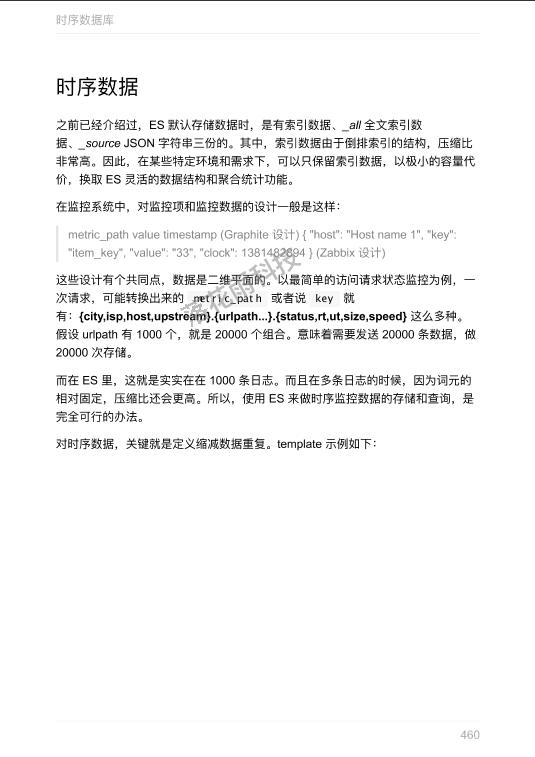 时序数据库
时序数据
之前已经介绍过，ES 默认存储数据时，是有索引数据、_all 全文索引数
据、_source JSON 字符串三份的。其中，索引数据由于倒排索引的结构，压缩比
非常高。因此，在某些特定环境和需求下，可以只保留索引数据，以极小的容量代
价，换取 ES 灵活的数据结构和聚合统计功能。
在监控系统中，对监控项和监控数据的设计一般是这样：
metric_path value timestamp (Graphite 设计) { "host": "Host name 1", "key":
"item_key", "value": "33", "clock": 1381482894 } (Zabbix 设计)
这些设计有个共同点，数据是二维平面的。以最简单的访问请求状态监控为例，一
次请求，可能转换出来的 metric_path 或者说 key 就
有：{city,isp,host,upstream}.{urlpath...}.{status,rt,ut,size,speed} 这么多种。
假设 urlpath 有 1000 个，就是 20000 个组合。意味着需要发送 20000 条数据，做
20000 次存储。
而在 ES 里，这就是实实在在 1000 条日志。而且在多条日志的时候，因为词元的
相对固定，压缩比还会更高。所以，使用 ES 来做时序监控数据的存储和查询，是
完全可行的办法。
对时序数据，关键就是定义缩减数据重复。template 示例如下：
落花雨科技
460